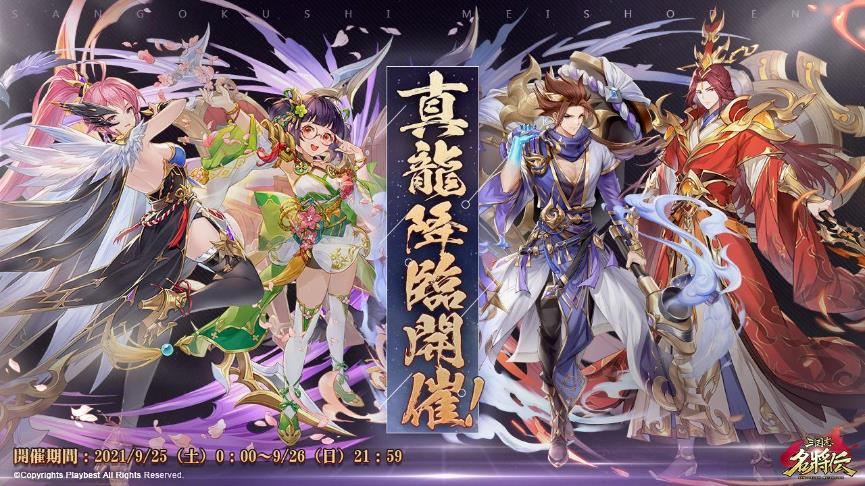 SANGOKUSHI MEISHODEN
真龍降臨開催!
開催期間：2021/9/25（土）0：00～9/26（日）21：59
©Copyrights Playbest All Rights Reserved.
三国志
名将伝